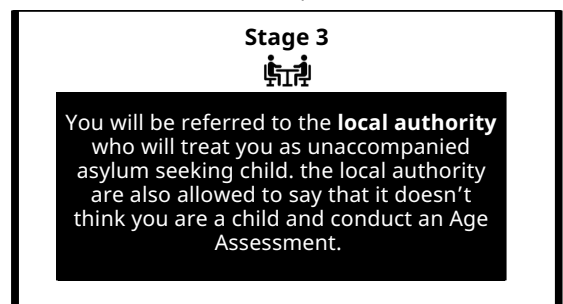 Stage 3
You will be referred to the local authority
who will treat you as unaccompanied
asylum seeking child. the local authority
are also allowed to say that it doesn’t
think you are a child and conduct an Age
Assessment.